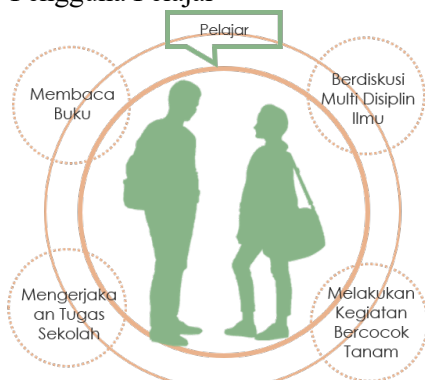 Pelajar
Membaca
Buku
Berdiskusi
Multi Disiplin
Ilmu
Mengerjaka
an Tugas
Sekolah
Melakukan
Kegiatan
Bercocok
Tanam